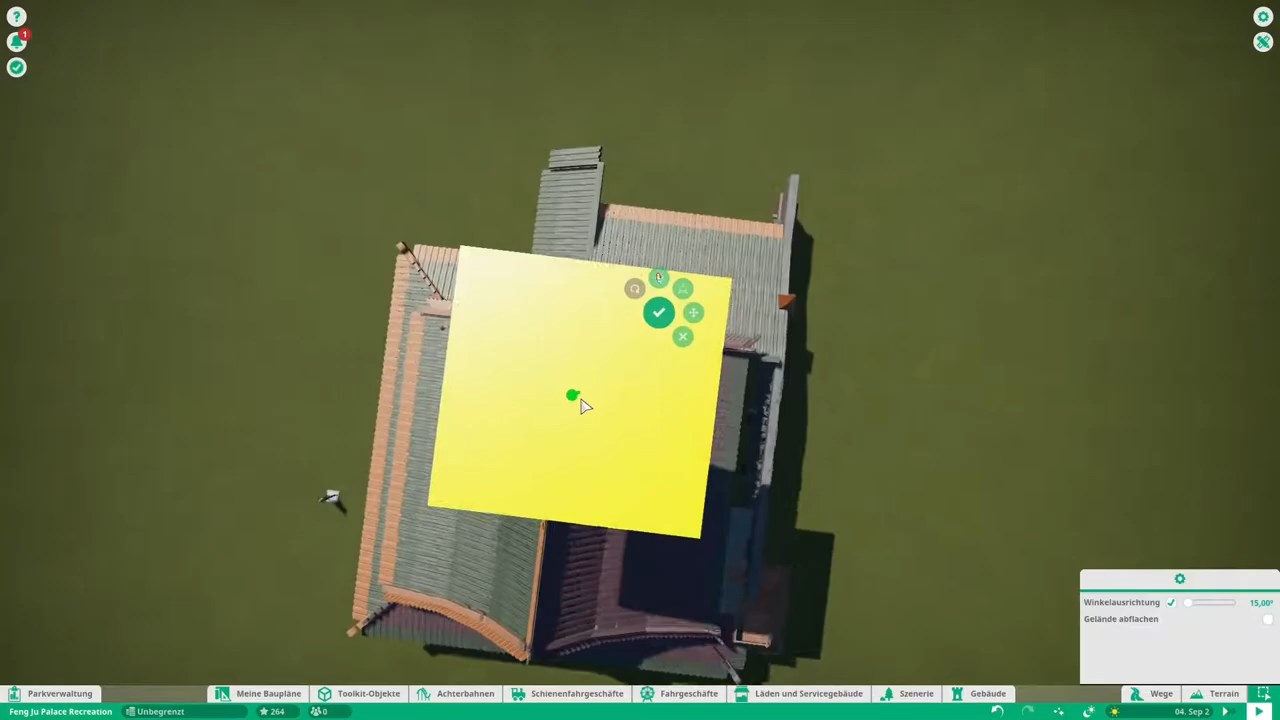 ?
1
Winkelausrichtung 15,00°
Gelände abflachen
Parkverwaltung Meine Baupläne Toolkit-Objekte Achterbahnen Schienenfahrgeschäfte Fahrgeschäfte Läden und Servicegebäude Szenerie Gebäude Wege Terrain
Feng Ju Palace Recreation Unbegrenzt 264 0 04. Sep 2